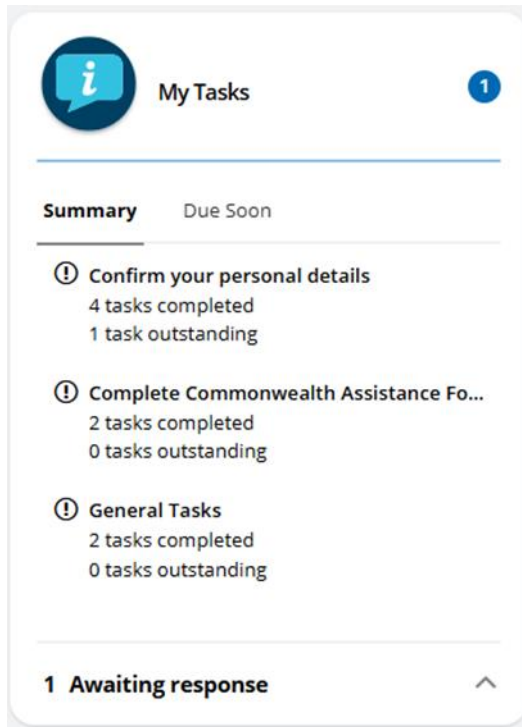 My Tasks
1
Summary
Due Soon
Confirm your personal details
4 tasks completed
1 task outstanding
Complete Commonwealth Assistance Fo...
2 tasks completed
0 tasks outstanding
General Tasks
2 tasks completed
0 tasks outstanding
1 Awaiting response